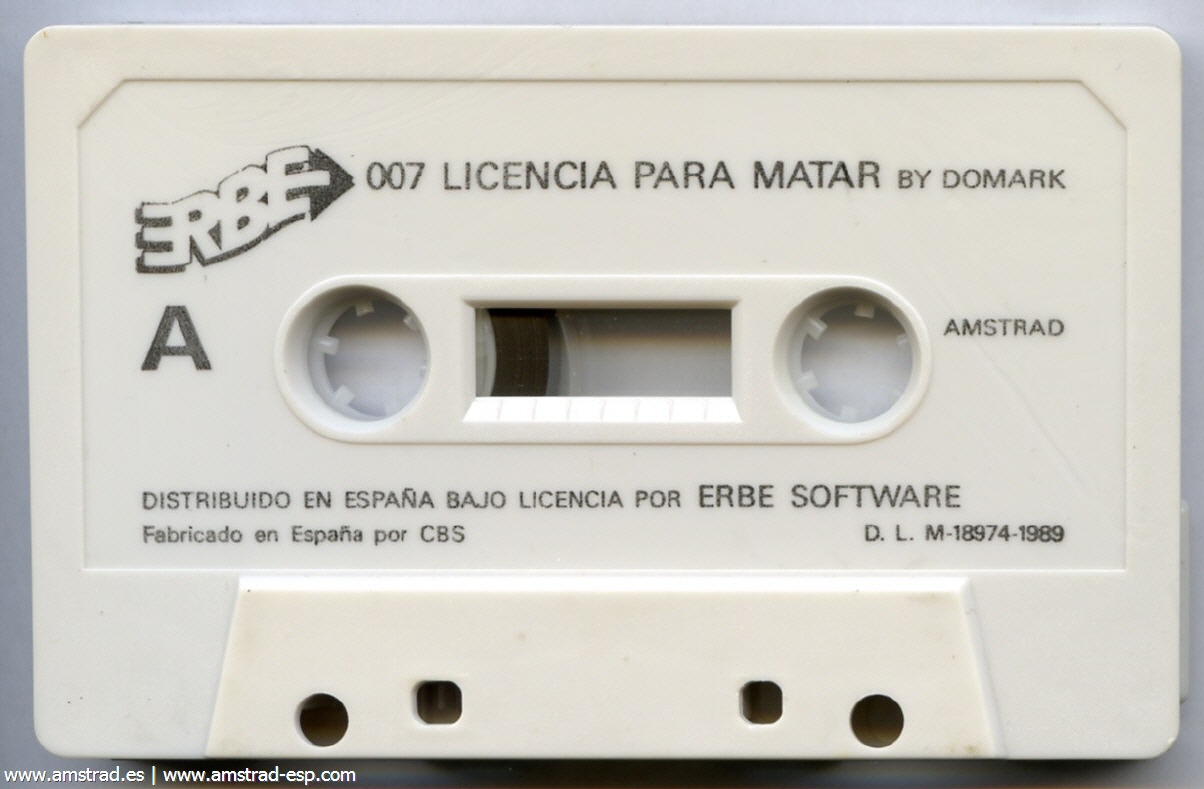 ERBE 007 LICENCIA PARA MATAR BY DOMARK
A
AMSTRAD
DISTRIBUIDO EN ESPAÑA BAJO LICENCIA POR ERBE SOFTWARE
Fabricado en España por CBS D. L. M-18974-1989
www.amstrad.es | www.amstrad-esp.com